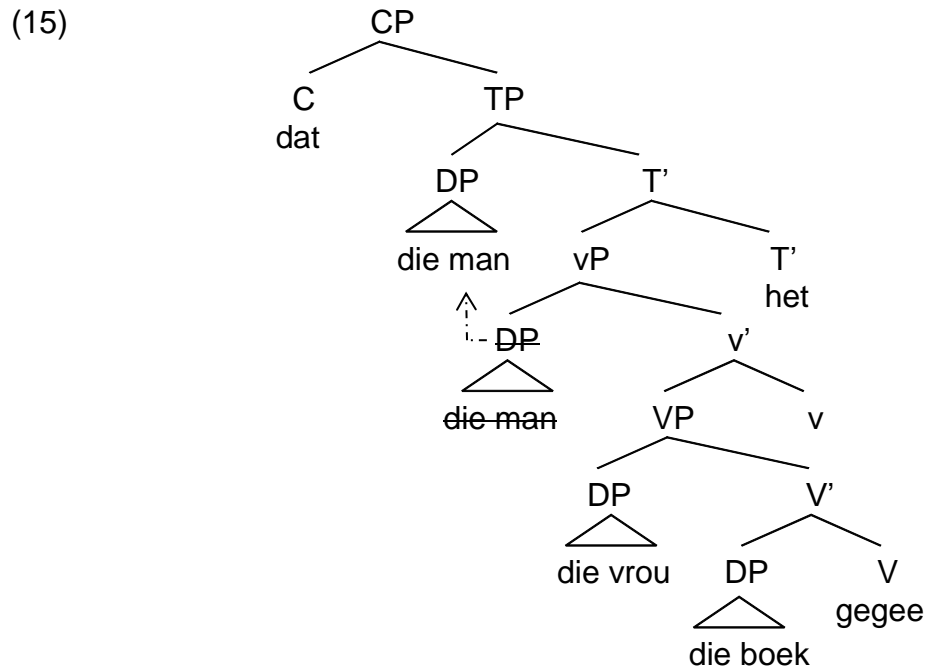 (15) CP
C TP
dat
DP T’
die man vP T’
het
DP v’
die man VP v
DP V’
die vrou DP V
gegee
die boek